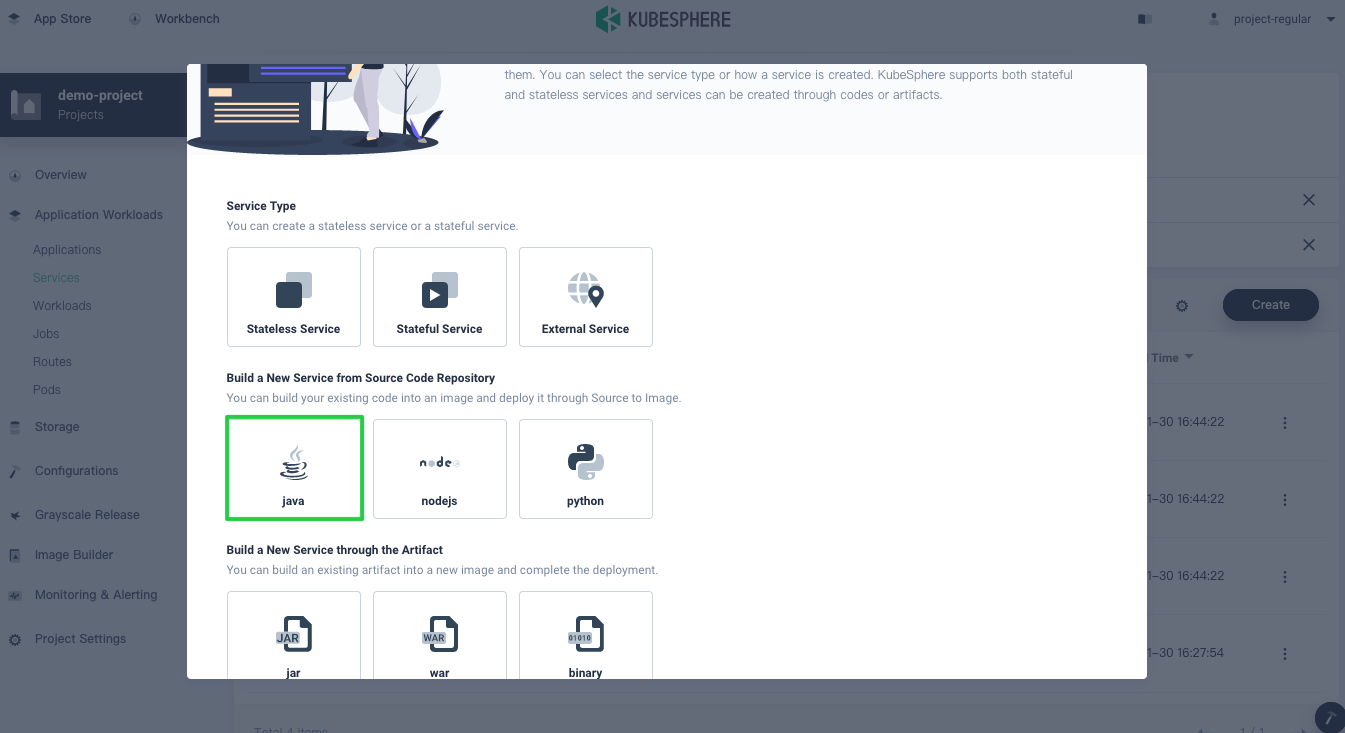 App Store
Workbench
KUBESPHERE
project-regular
demo-project
Projects
Overview
Application Workloads
Applications
Services
Workloads
Jobs
Routes
Pods
Storage
Configurations
Grayscale Release
Image Builder
Monitoring & Alerting
Project Settings
them. You can select the service type or how a service is created. KubeSphere supports both stateful
and stateless services and services can be created through codes or artifacts.
Service Type
You can create a stateless service or a stateful service.
Stateless Service
Stateful Service
External Service
Build a New Service from Source Code Repository
You can build your existing code into an image and deploy it through Source to Image.
java
node
nodejs
python
Build a New Service through the Artifact
You can build an existing artifact into a new image and complete the deployment.
JAR
jar
WAR
war
01010
binary
Create
Time
1-30 16:44:22
1-30 16:44:22
1-30 16:44:22
1-30 16:27:54
Total 4 items
1 / 1